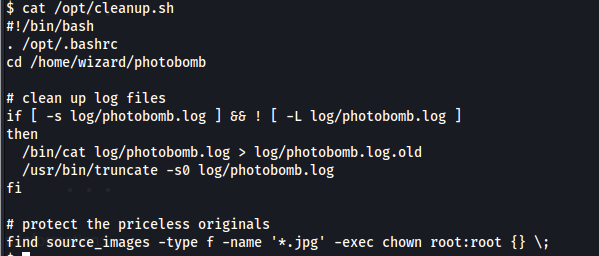 $ cat /opt/cleanup.sh
#!/bin/bash
. /opt/.bashrc
cd /home/wizard/photobomb

# clean up log files
if [ -s log/photobomb.log ] && ! [ -L log/photobomb.log ]
then
  /bin/cat log/photobomb.log > log/photobomb.log.old
  /usr/bin/truncate -s0 log/photobomb.log
fi

# protect the priceless originals
find source_images -type f -name '*.jpg' -exec chown root:root {} \;